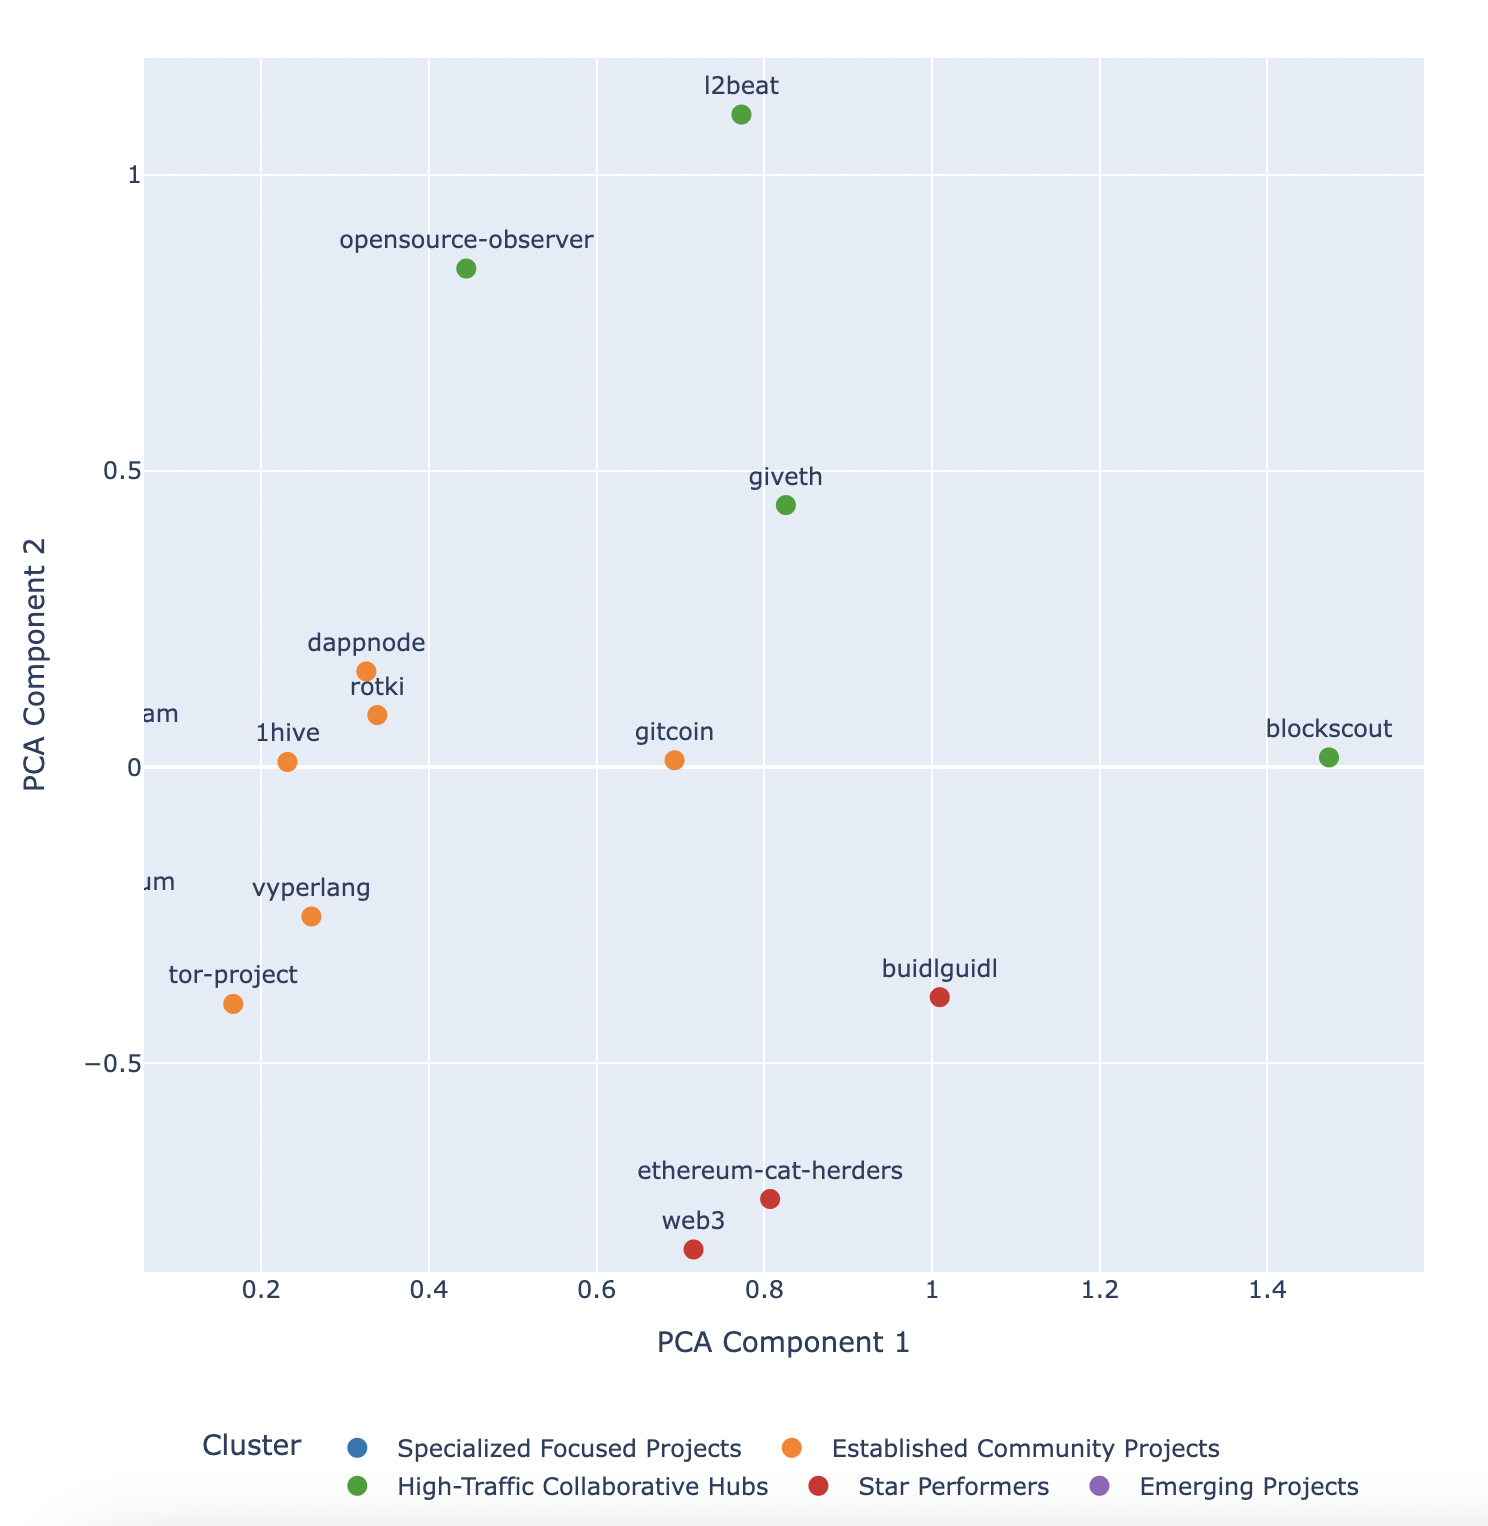 l2beat
1
opensource-observer
0.5
giveth
PCA Component 2
dappnode
rotki
am
1hive
gitcoin
blockscout
0
um
vyperlang
tor-project
buidlguidl
−0.5
ethereum-cat-herders
web3
0.2 0.4 0.6 0.8 1 1.2 1.4
PCA Component 1
Cluster Specialized Focused Projects Established Community Projects
High-Traffic Collaborative Hubs Star Performers Emerging Projects